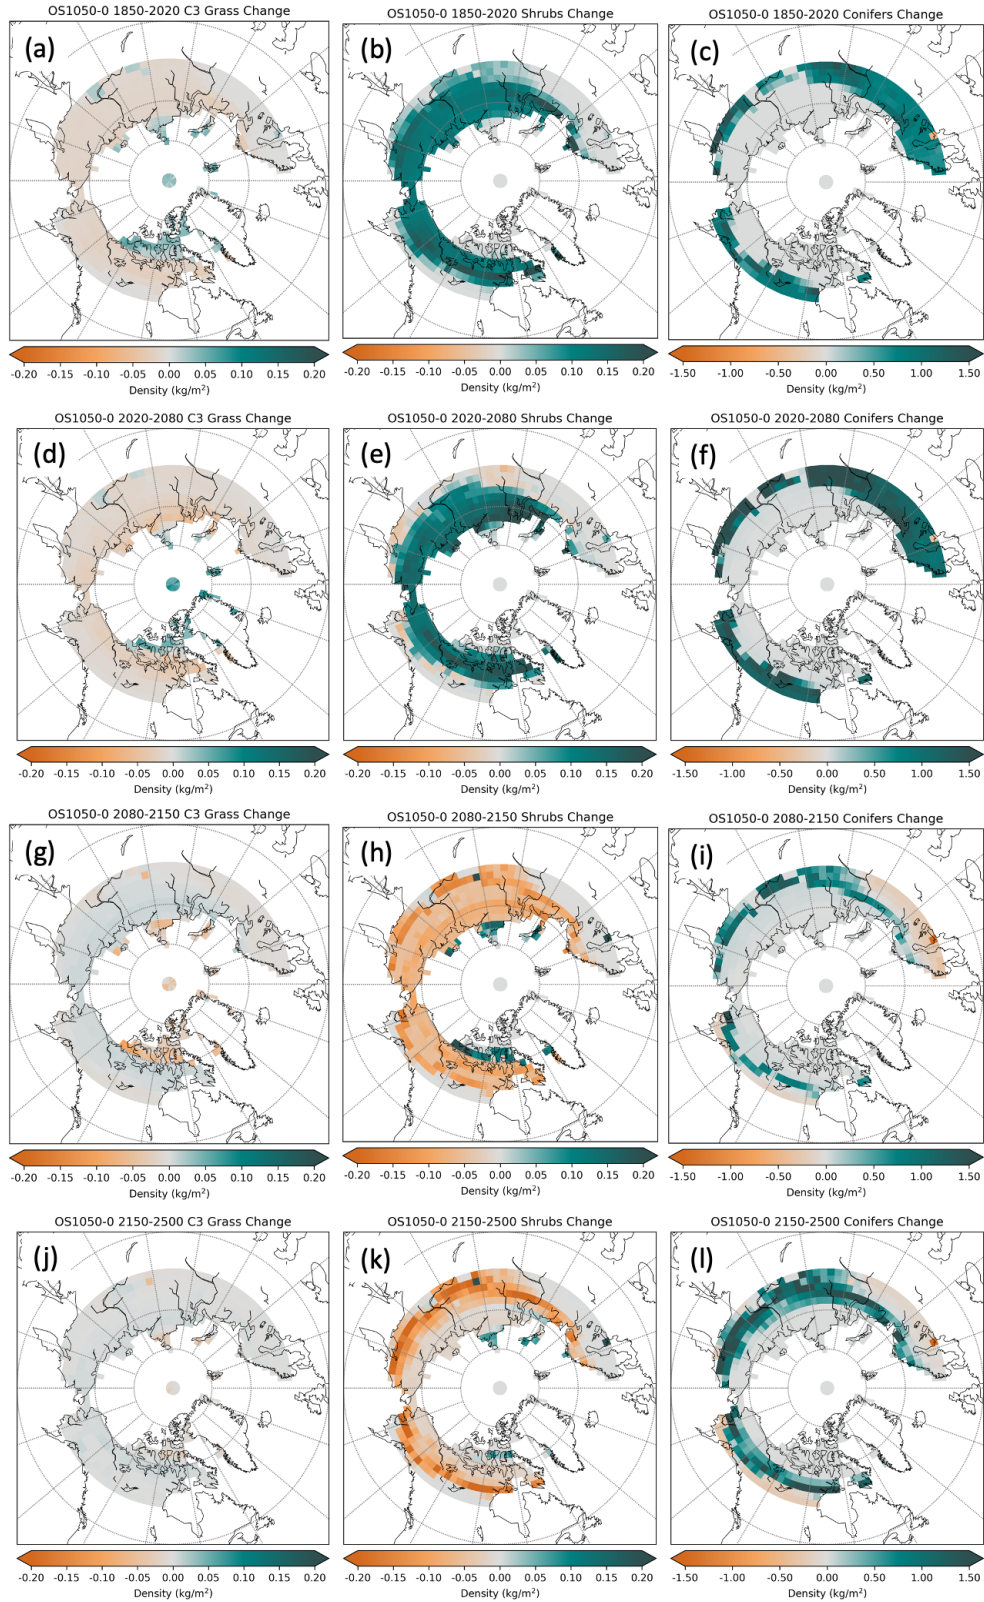 OS1050-0 1850-2020 C3 Grass Change
(a)
-0.20 -0.15 -0.10 -0.05 0.00 0.05 0.10 0.15 0.20
Density (kg/m²)
OS1050-0 1850-2020 Shrubs Change
(b)
-0.20 -0.15 -0.10 -0.05 0.00 0.05 0.10 0.15 0.20
Density (kg/m²)
OS1050-0 1850-2020 Conifers Change
(c)
-1.50 -1.00 -0.50 0.00 0.50 1.00 1.50
Density (kg/m²)
OS1050-0 2020-2080 C3 Grass Change
(d)
-0.20 -0.15 -0.10 -0.05 0.00 0.05 0.10 0.15 0.20
Density (kg/m²)
OS1050-0 2020-2080 Shrubs Change
(e)
-0.20 -0.15 -0.10 -0.05 0.00 0.05 0.10 0.15 0.20
Density (kg/m²)
OS1050-0 2020-2080 Conifers Change
(f)
-1.50 -1.00 -0.50 0.00 0.50 1.00 1.50
Density (kg/m²)
OS1050-0 2080-2150 C3 Grass Change
(g)
-0.20 -0.15 -0.10 -0.05 0.00 0.05 0.10 0.15 0.20
Density (kg/m²)
OS1050-0 2080-2150 Shrubs Change
(h)
-0.20 -0.15 -0.10 -0.05 0.00 0.05 0.10 0.15 0.20
Density (kg/m²)
OS1050-0 2080-2150 Conifers Change
(i)
-1.50 -1.00 -0.50 0.00 0.50 1.00 1.50
Density (kg/m²)
OS1050-0 2150-2500 C3 Grass Change
(j)
-0.20 -0.15 -0.10 -0.05 0.00 0.05 0.10 0.15 0.20
Density (kg/m²)
OS1050-0 2150-2500 Shrubs Change
(k)
-0.20 -0.15 -0.10 -0.05 0.00 0.05 0.10 0.15 0.20
Density (kg/m²)
OS1050-0 2150-2500 Conifers Change
(l)
-1.50 -1.00 -0.50 0.00 0.50 1.00 1.50
Density (kg/m²)